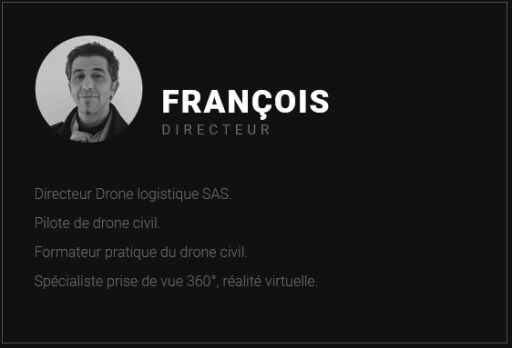 FRANÇOIS
DIRECTEUR
Directeur Drone logistique SAS.
Pilote de drone civil.
Formateur pratique du drone civil.
Spécialiste prise de vue 360°, réalité virtuelle.